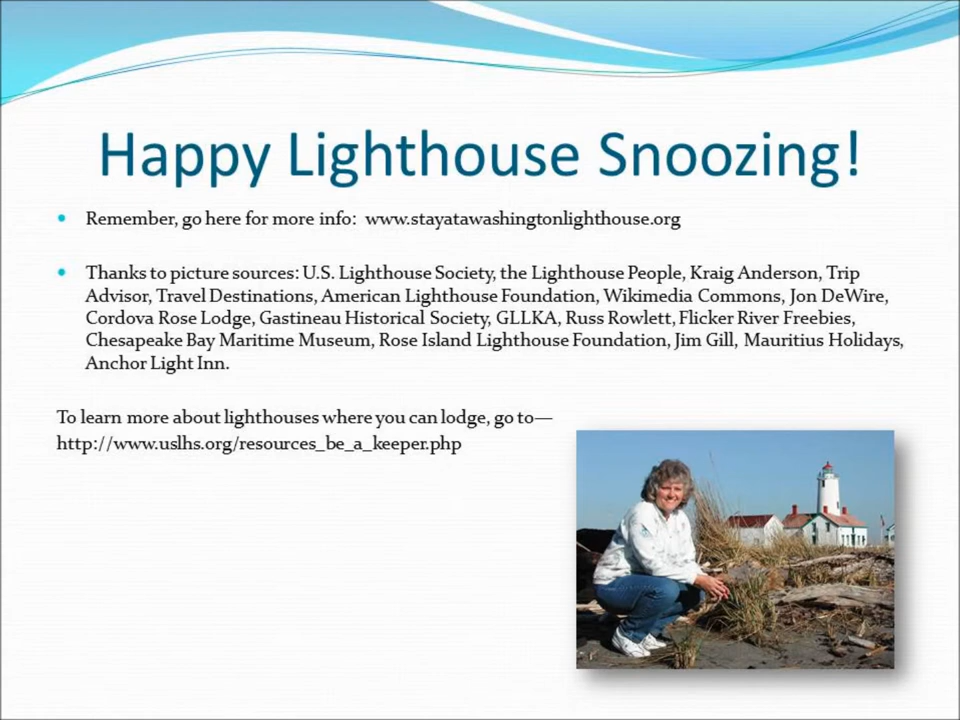 Happy Lighthouse Snoozing!
Remember, go here for more info: www.stayatawashingtonlighthouse.org
Thanks to picture sources: U.S. Lighthouse Society, the Lighthouse People, Kraig Anderson, Trip
Advisor, Travel Destinations, American Lighthouse Foundation, Wikimedia Commons, Jon DeWire,
Cordova Rose Lodge, Gastineau Historical Society, GLLKA, Russ Rowlett, Flicker River Freebies,
Chesapeake Bay Maritime Museum, Rose Island Lighthouse Foundation, Jim Gill, Mauritius Holidays,
Anchor Light Inn.
To learn more about lighthouses where you can lodge, go to—
http://www.uslhs.org/resources_be_a_keeper.php